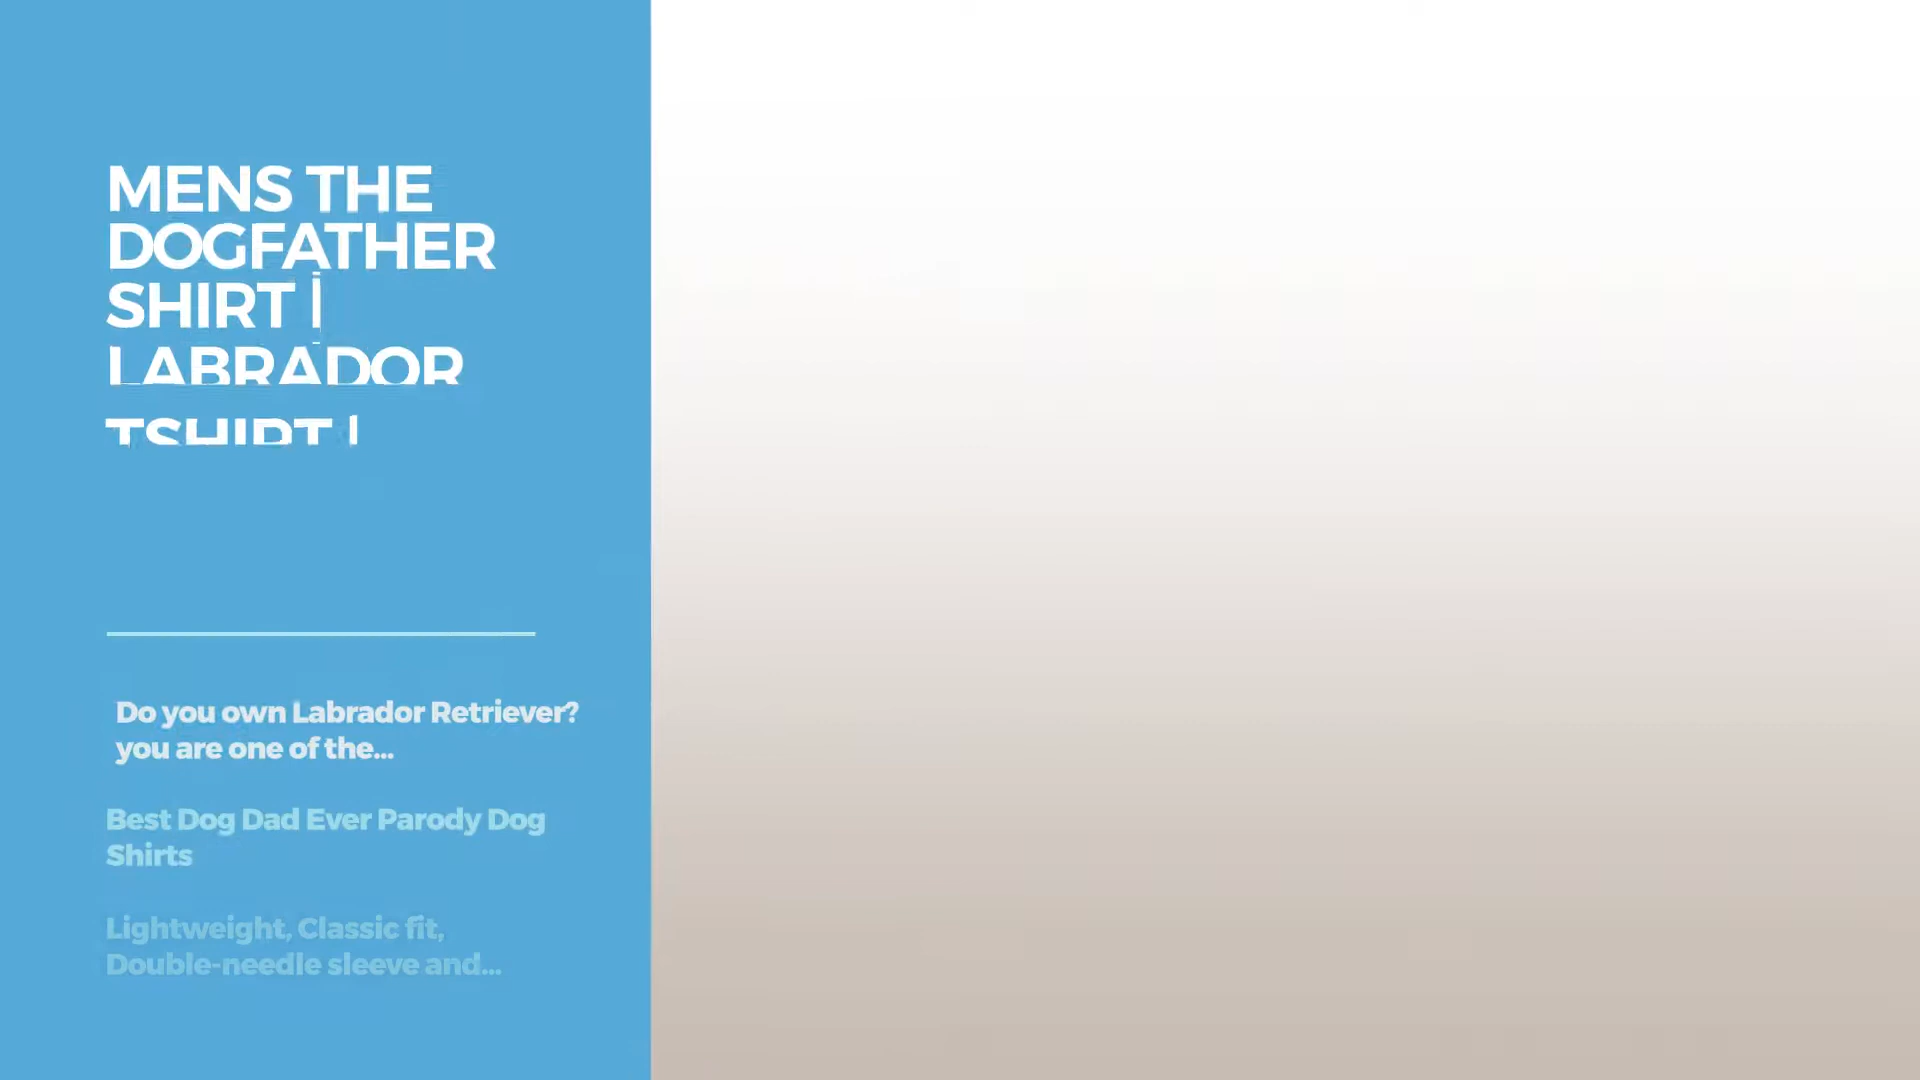 MENS THE
DOGFATHER
SHIRT |
LABRADOR
TSHIRT |
Do you own Labrador Retriever?
you are one of the...
Best Dog Dad Ever Parody Dog
Shirts
Lightweight, Classic fit,
Double-needle sleeve and...